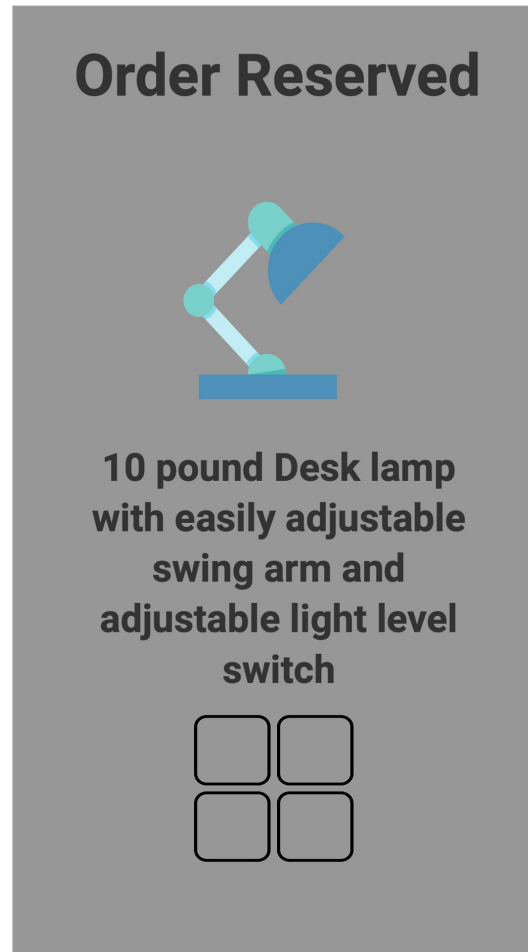 Order Reserved
10 pound Desk lamp
with easily adjustable
swing arm and
adjustable light level
switch